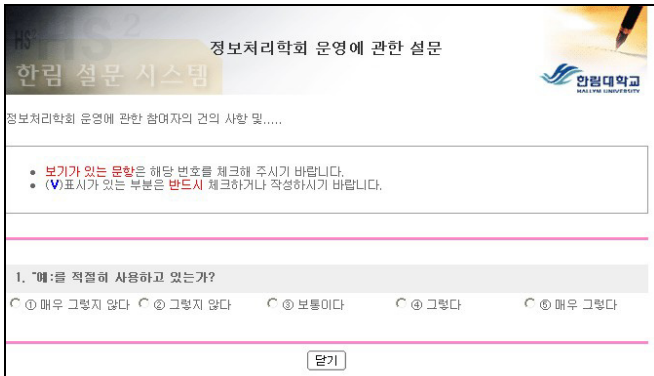 HS²
정보처리학회 운영에 관한 설문
한림 설문 시스템
한림대학교
HALLYM UNIVERSITY
정보처리학회 운영에 관한 참여자의 건의 사항 및.....
• 보기가 있는 문항은 해당 번호를 체크해 주시기 바랍니다.
• (V)표시가 있는 부분은 반드시 체크하거나 작성하시기 바랍니다.
1. ~예:를 적절히 사용하고 있는가?
① 매우 그렇지 않다 ② 그렇지 않다 ③ 보통이다 ④ 그렇다 ⑤ 매우 그렇다
닫기